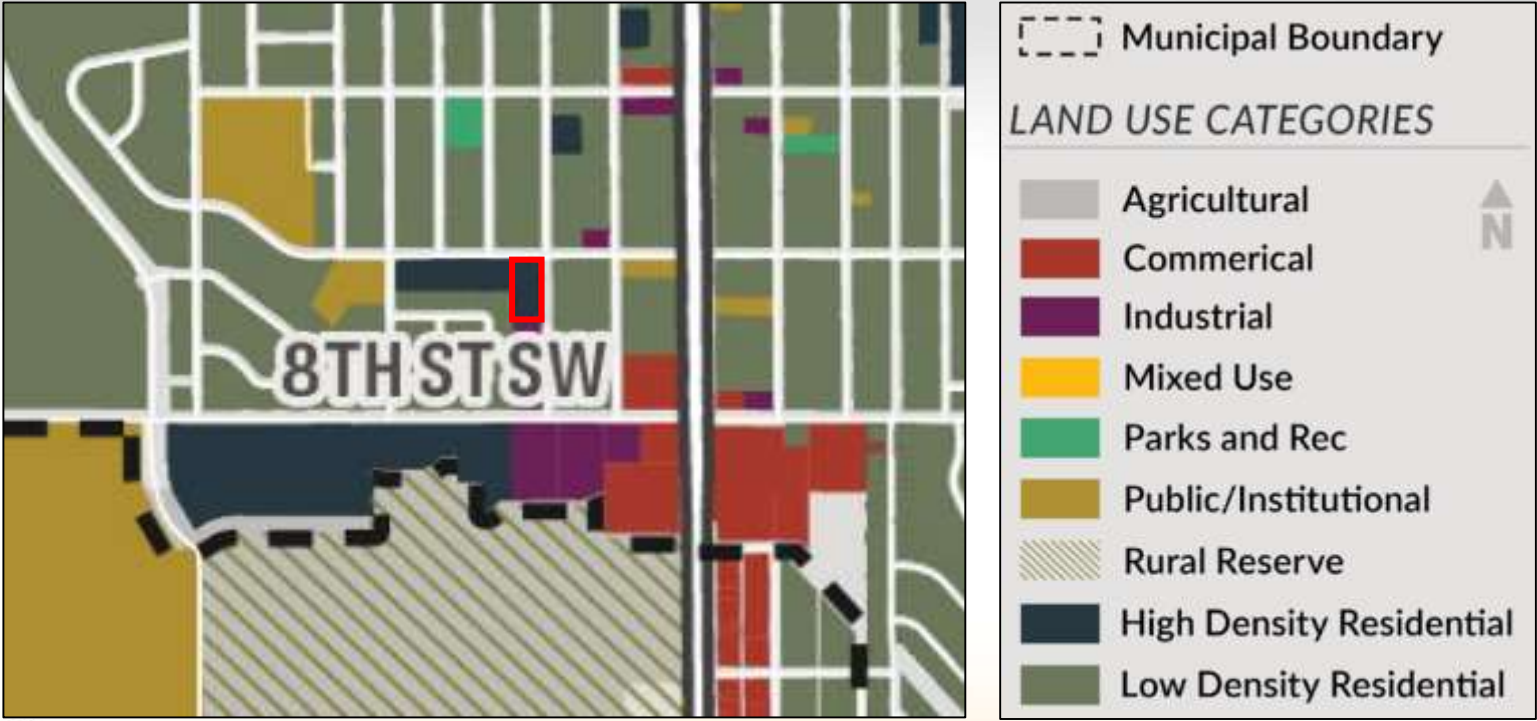 8TH ST SW
Municipal Boundary
LAND USE CATEGORIES
Agricultural
Commerical
Industrial
Mixed Use
Parks and Rec
Public/Institutional
Rural Reserve
High Density Residential
Low Density Residential
N